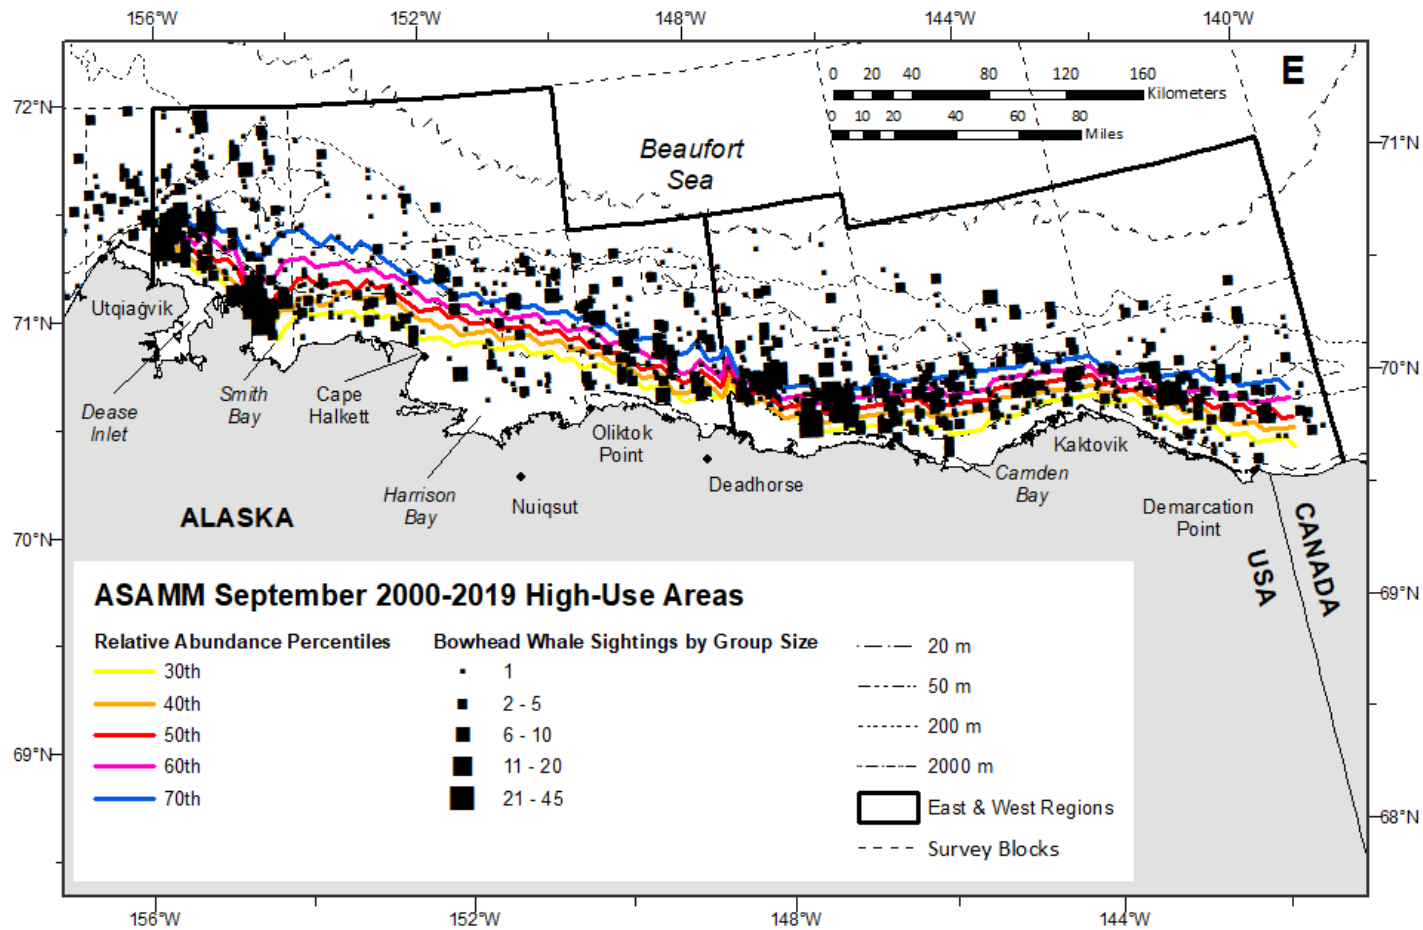 156°W 152°W 148°W 144°W 140°W
E
0 20 40 80 120 160
Kilometers
0 10 20 40 60 80
Miles
72°N
71°N
70°N
69°N
71°N
70°N
69°N
68°N
Beaufort
Sea
Utqiaġvik
Dease
Inlet
Smith
Bay
Cape
Halkett
Harrison
Bay
Nuiqsut
Oliktok
Point
Deadhorse
Camden
Bay
Kaktovik
Demarcation
Point
ALASKA
USA
CANADA
ASAMM September 2000-2019 High-Use Areas
Relative Abundance Percentiles
30th
40th
50th
60th
70th
Bowhead Whale Sightings by Group Size
1
2 - 5
6 - 10
11 - 20
21 - 45
20 m
50 m
200 m
2000 m
East & West Regions
Survey Blocks
156°W 152°W 148°W 144°W